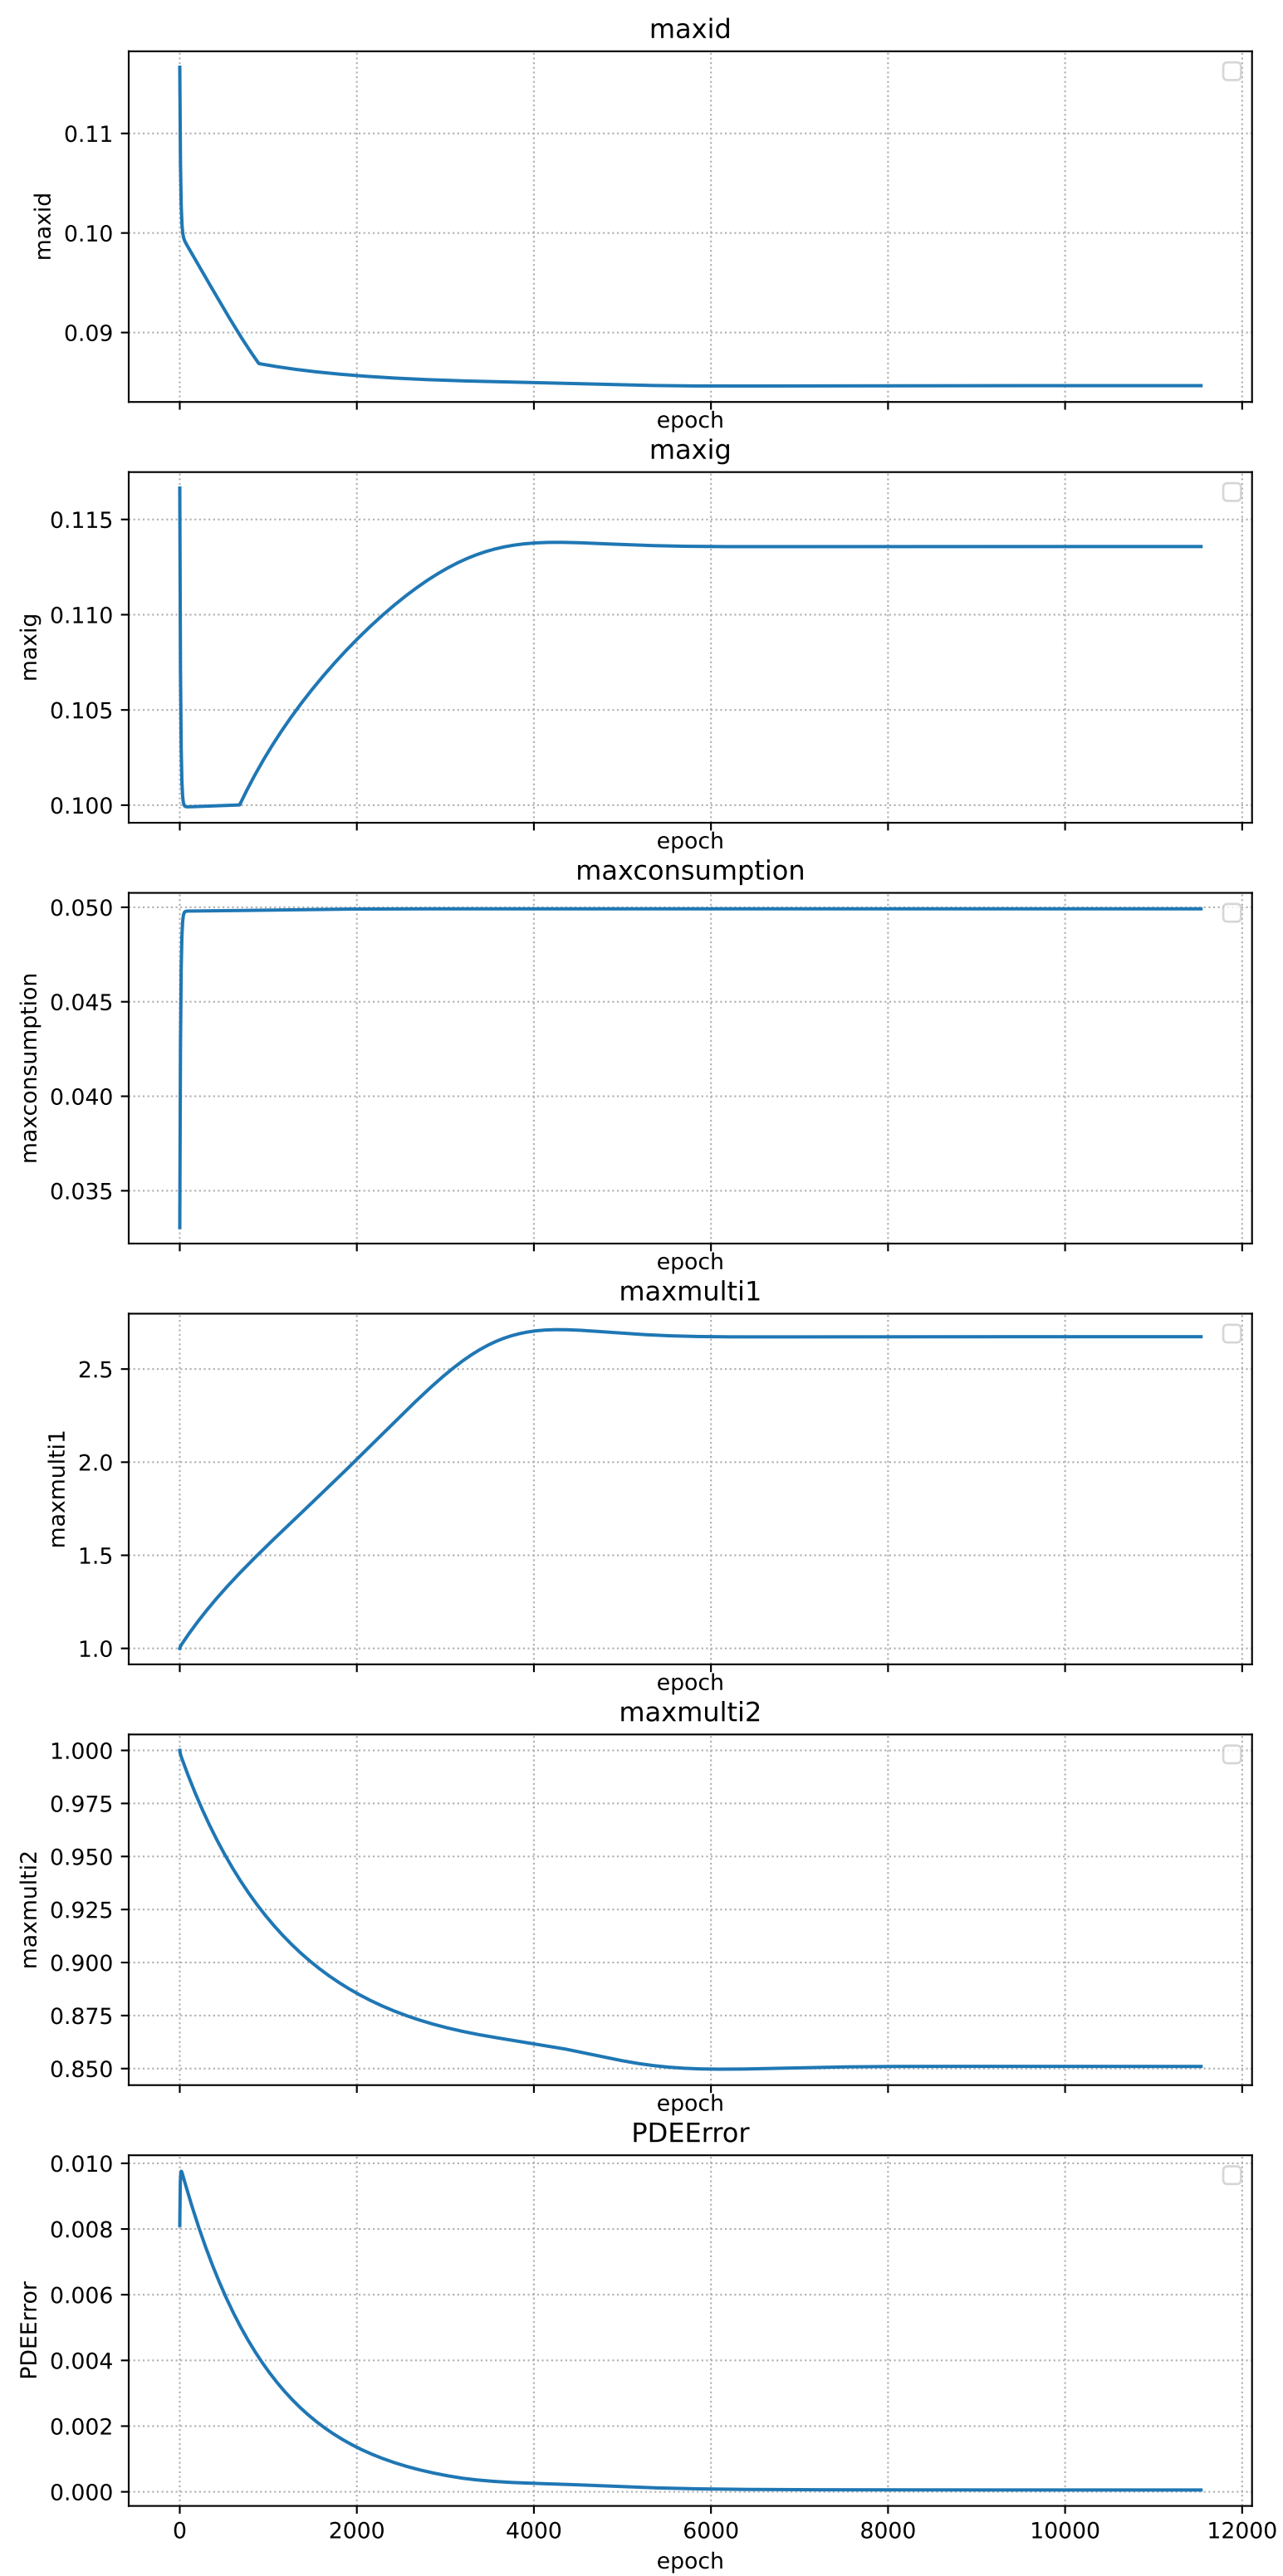 maxid
0.11
0.10
0.09
maxid
epoch
maxig
0.115
0.110
0.105
0.100
maxig
epoch
maxconsumption
0.050
0.045
0.040
0.035
maxconsumption
epoch
maxmulti1
2.5
2.0
1.5
1.0
maxmulti1
epoch
maxmulti2
1.000
0.975
0.950
0.925
0.900
0.875
0.850
maxmulti2
epoch
PDEError
0.010
0.008
0.006
0.004
0.002
0.000
PDEError
0 2000 4000 6000 8000 10000 12000
epoch